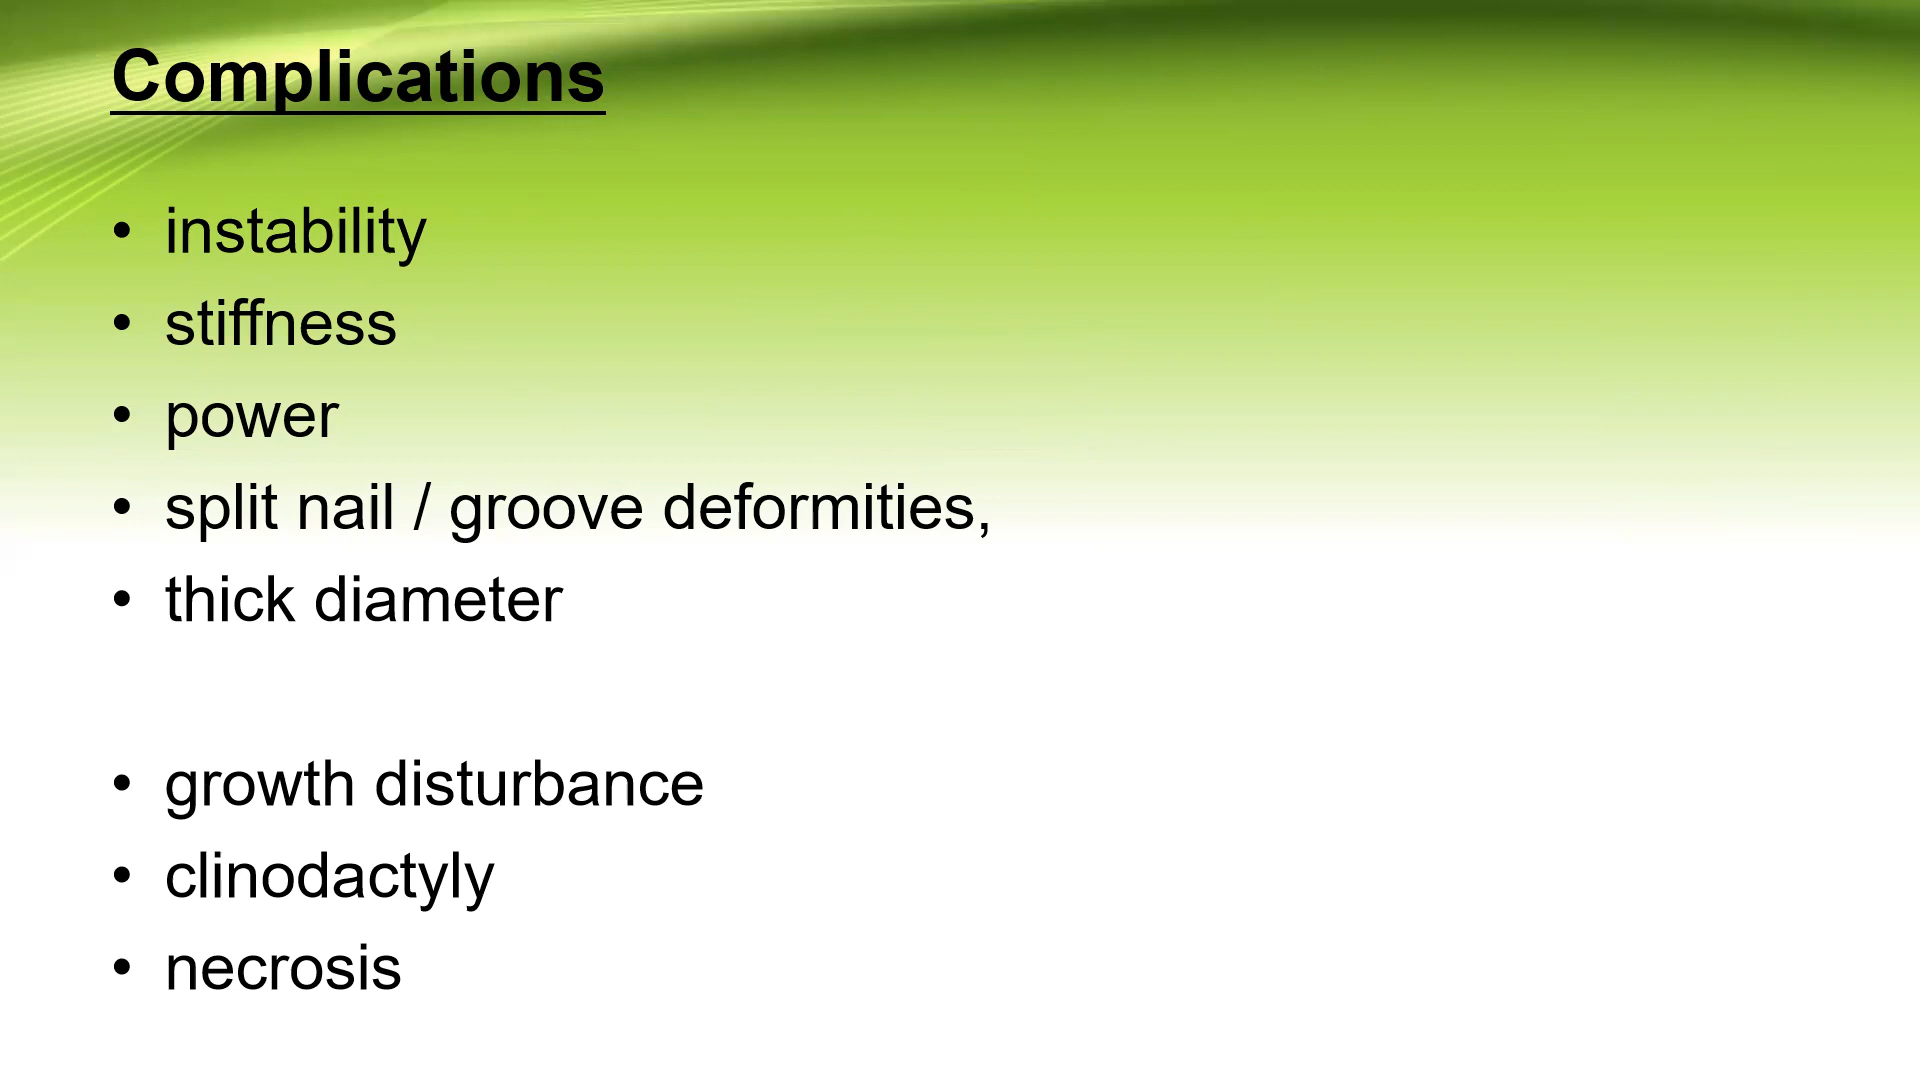 Complications
• instability
• stiffness
• power
• split nail / groove deformities,
• thick diameter
• growth disturbance
• clinodactyly
• necrosis